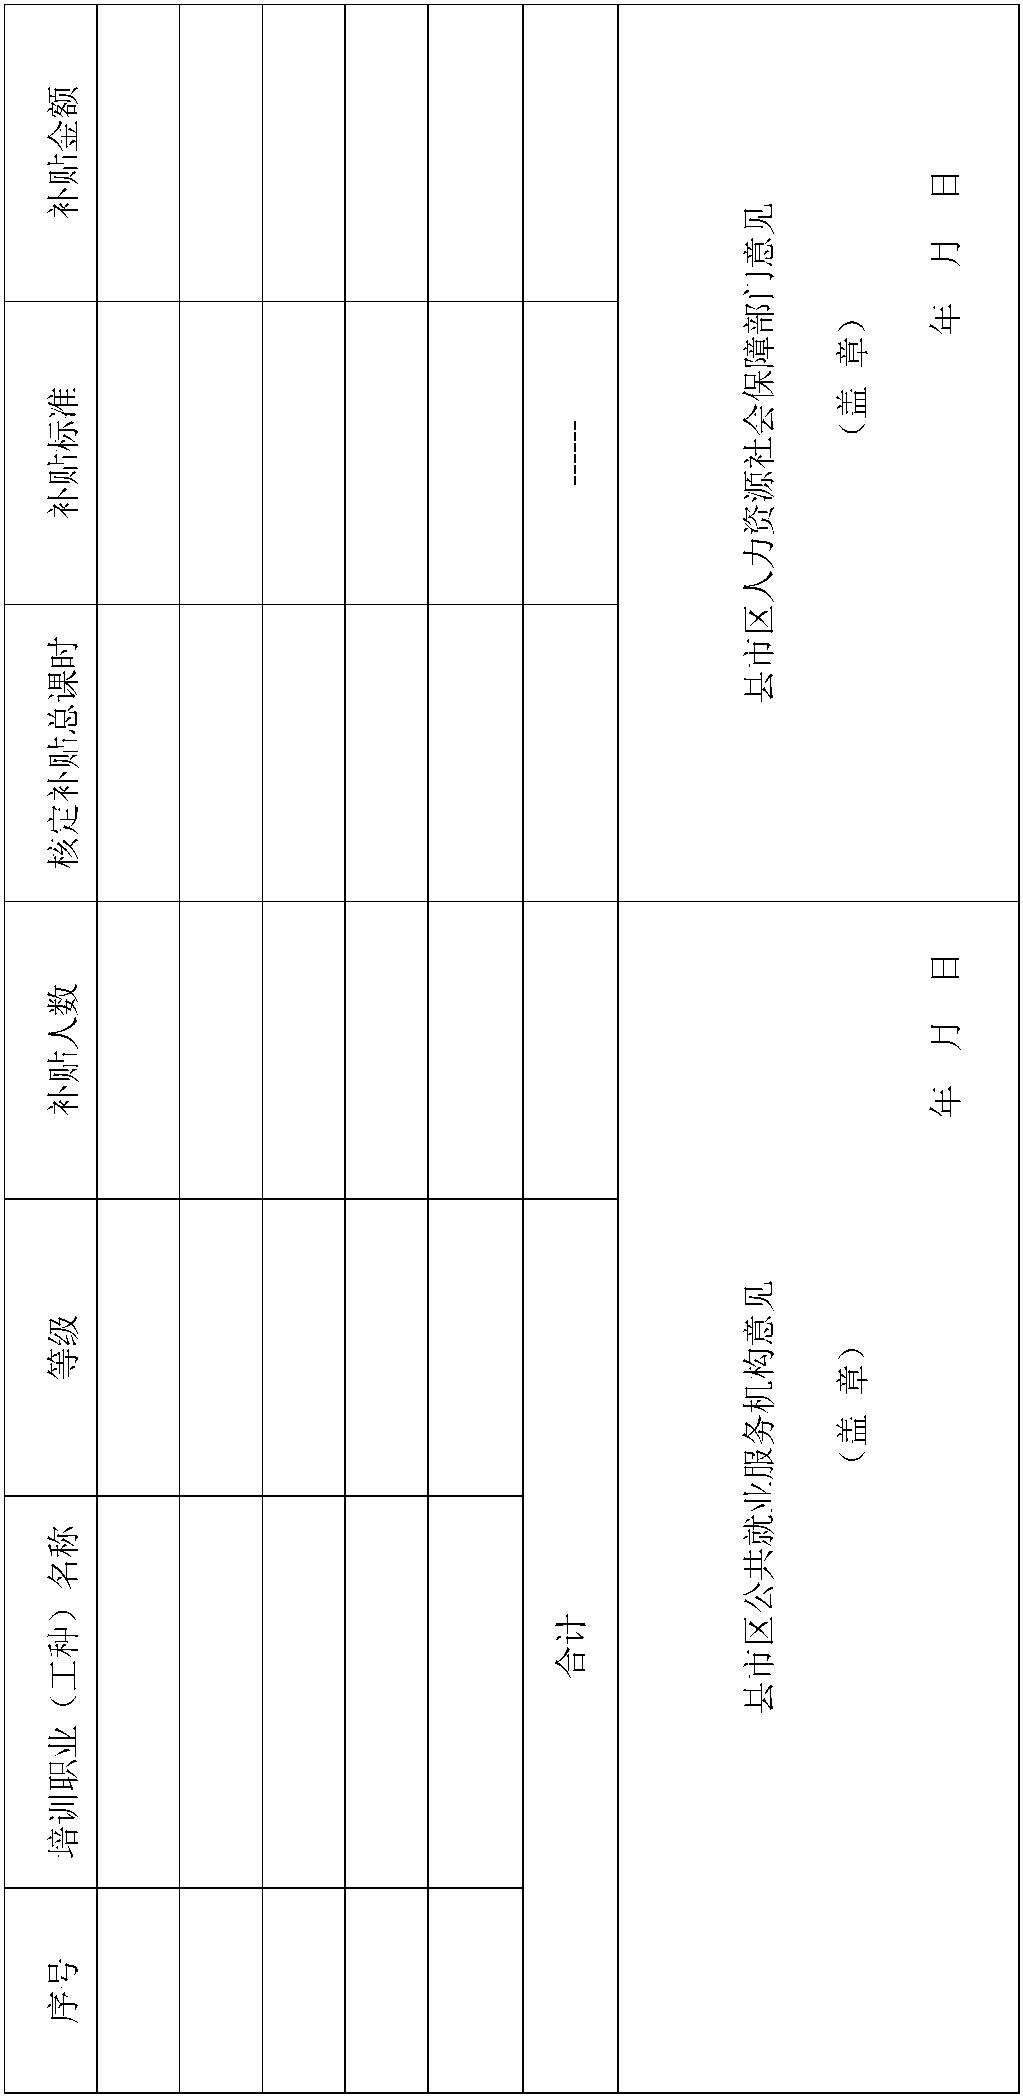 序号 培训职业（工种）名称 等级 补贴人数 核定补贴总课时 补贴标准 补贴金额
合计 ------
县市区公共就业服务机构意见
（盖 章）
年 月 日
县市区人力资源社会保障部门意见
（盖 章）
年 月 日